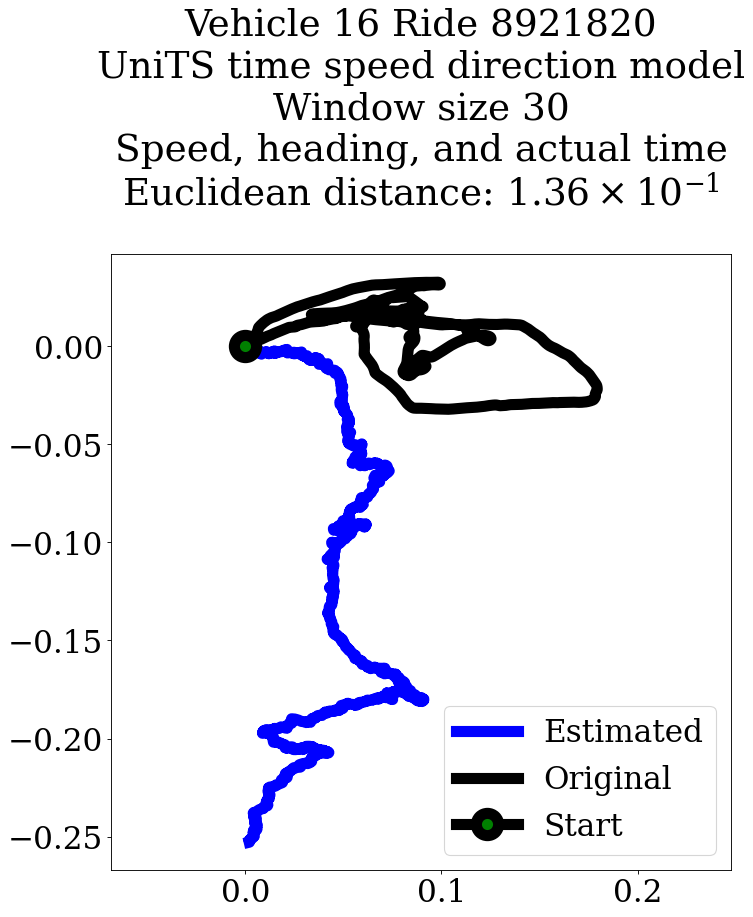 Vehicle 16 Ride 8921820
UniTS time speed direction model
Window size 30
Speed, heading, and actual time
Euclidean distance: 1.36 × 10⁻¹
0.00
−0.05
−0.10
−0.15
−0.20
−0.25
0.0
0.1
0.2
Estimated
Original
Start